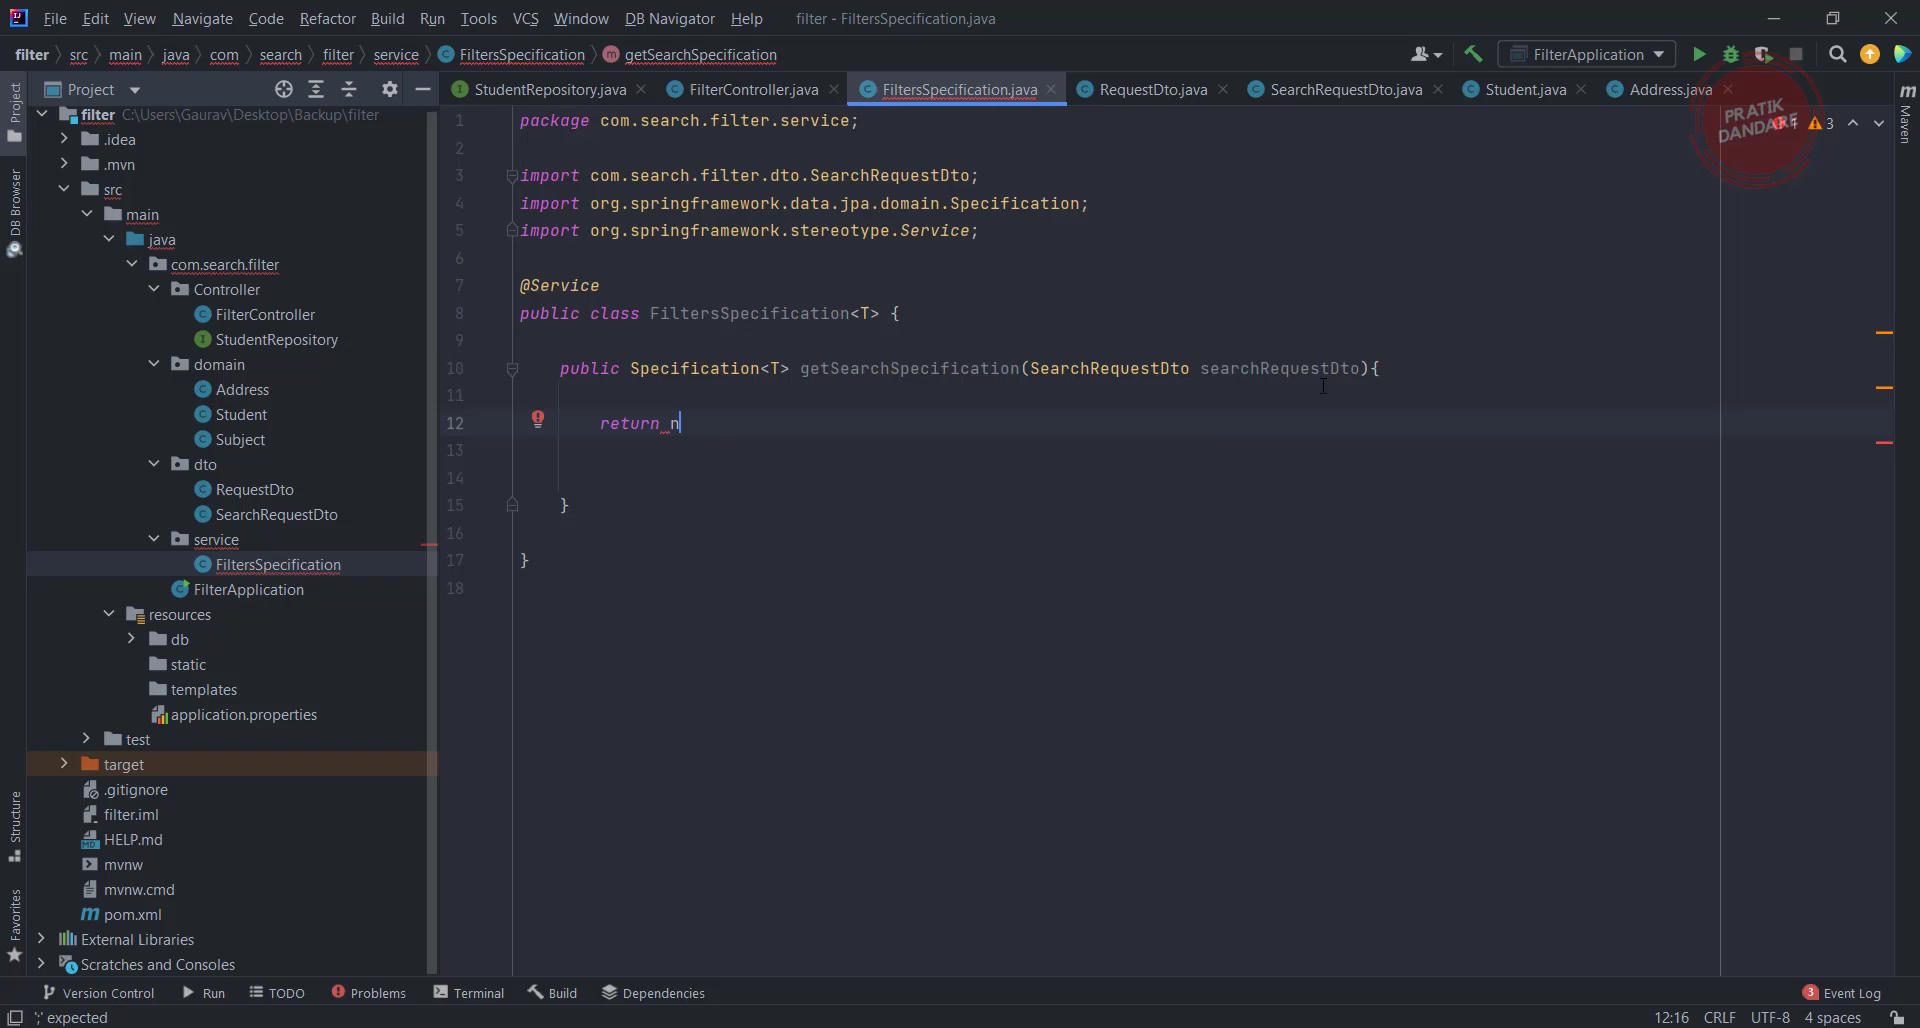 File Edit View Navigate Code Refactor Build Run Tools VCS Window DB Navigator Help filter - FiltersSpecification.java
filter src main java com search filter service FiltersSpecification getSearchSpecification FilterApplication
Project StudentRepository.java FilterController.java FiltersSpecification.java RequestDto.java SearchRequestDto.java Student.java Address.java
Project
DB Browser
Structure
Favorites
filter C:\Users\Gaurav\Desktop\Backup\filter
.idea
.mvn
src
main
java
com.search.filter
Controller
FilterController
StudentRepository
domain
Address
Student
Subject
dto
RequestDto
SearchRequestDto
service
FiltersSpecification
FilterApplication
resources
db
static
templates
application.properties
test
target
.gitignore
filter.iml
HELP.md
mvnw
mvnw.cmd
pom.xml
External Libraries
Scratches and Consoles
1 package com.search.filter.service;
2
3 import com.search.filter.dto.SearchRequestDto;
4 import org.springframework.data.jpa.domain.Specification;
5 import org.springframework.stereotype.Service;
6
7 @Service
8 public class FiltersSpecification<T> {
9
10 public Specification<T> getSearchSpecification(SearchRequestDto searchRequestDto){
11
12 return n
13
14
15 }
16
17 }
18
PRATIK
DANDARE
1 3
Maven
Version Control Run TODO Problems Terminal Build Dependencies 3 Event Log
';' expected 12:16 CRLF UTF-8 4 spaces